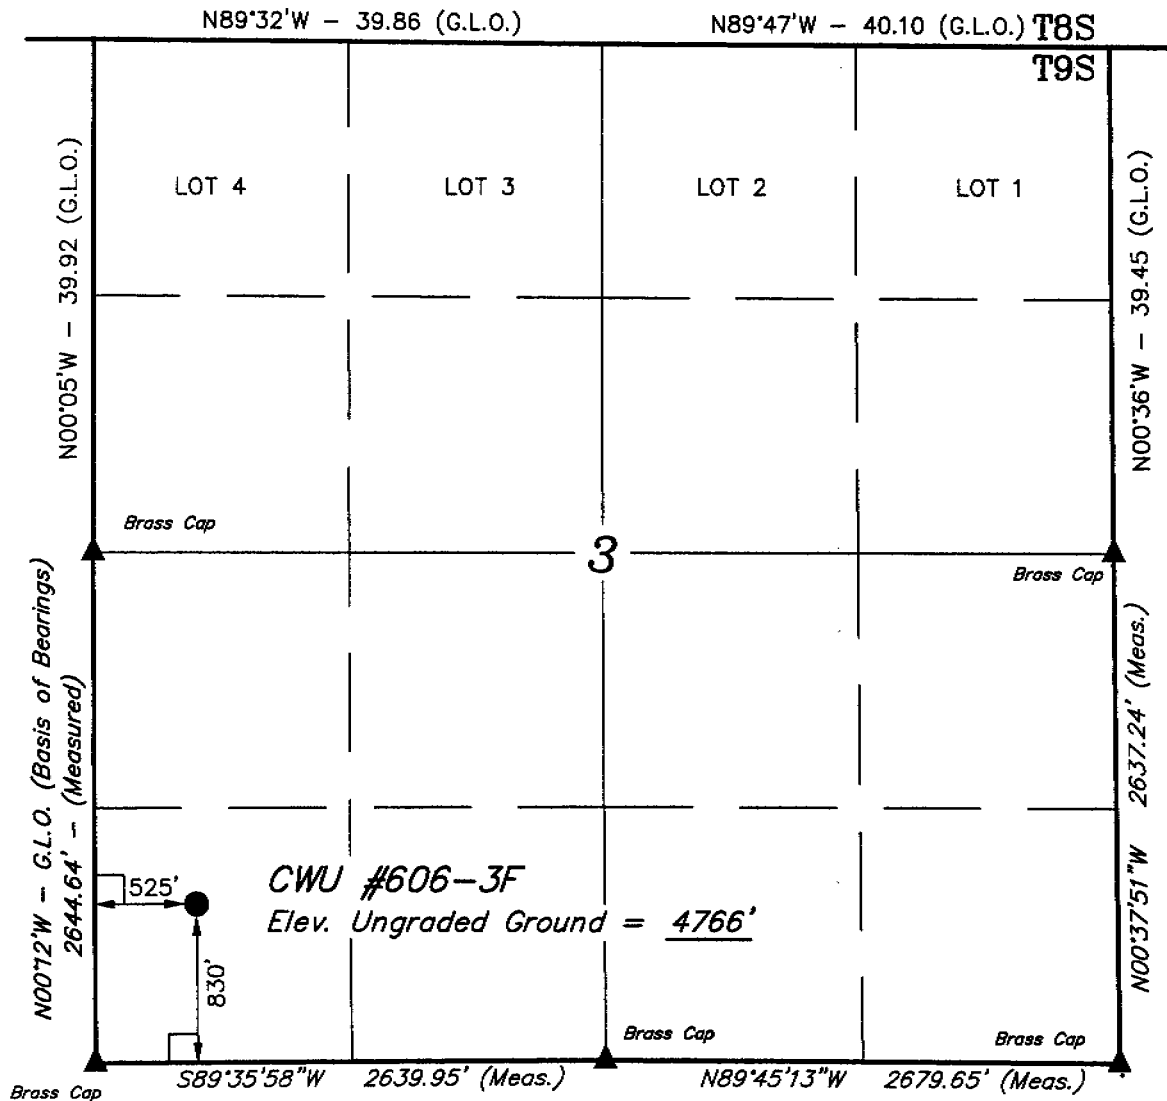 N89°32'W - 39.86 (G.L.O.)
N89°47'W - 40.10 (G.L.O.)
T8S
T9S
N00°05'W - 39.92 (G.L.O.)
LOT 4
LOT 3
LOT 2
LOT 1
N00°36'W - 39.45 (G.L.O.)
Brass Cap
3
Brass Cap
N00°12'W - G.L.O. (Basis of Bearings)
2644.64' - (Measured)
N00°37'51"W 2637.24' (Meas.)
525'
CWU #606-3F
Elev. Ungraded Ground = 4766'
830'
Brass Cap
Brass Cap
Brass Cap
S89°35'58"W 2639.95' (Meas.)
N89°45'13"W 2679.65' (Meas.)